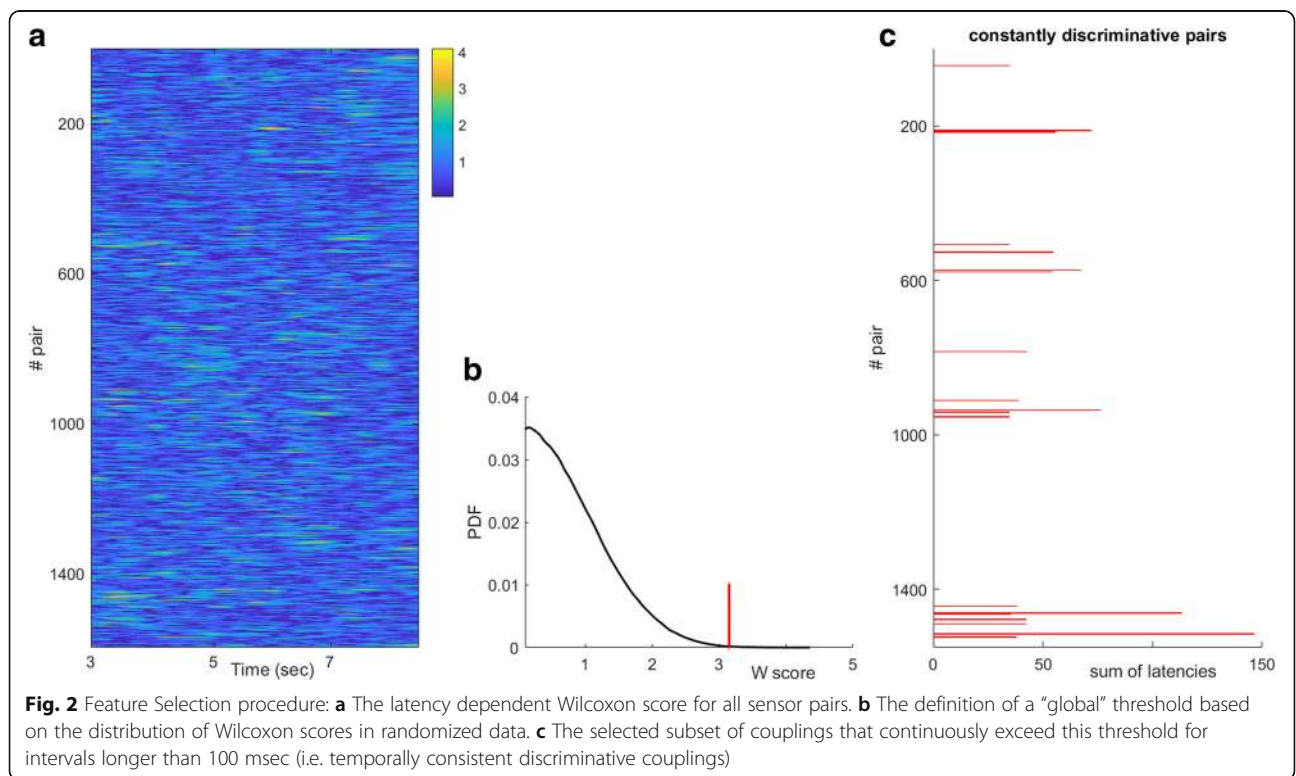 a
4
3
2
1
200
600
1000
1400
# pair
3
5
7
Time (sec)
b
0.04
0.03
0.02
0.01
0
PDF
1
2
3
4
5
W score
c
constantly discriminative pairs
200
600
1000
1400
# pair
0
50
150
sum of latencies
Fig. 2 Feature Selection procedure: a The latency dependent Wilcoxon score for all sensor pairs. b The definition of a “global” threshold based
on the distribution of Wilcoxon scores in randomized data. c The selected subset of couplings that continuously exceed this threshold for
intervals longer than 100 msec (i.e. temporally consistent discriminative couplings)